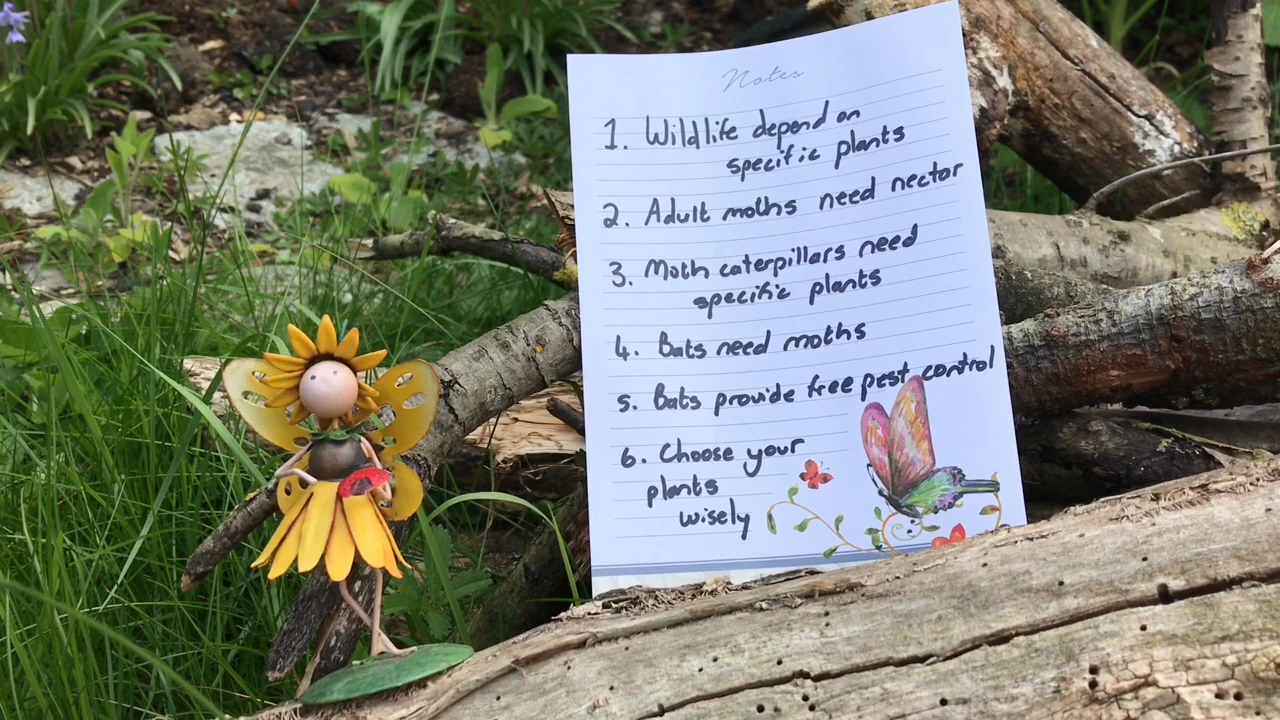 Notes
1. Wildlife depend on
specific plants
2. Adult moths need nectar
3. Moth caterpillars need
specific plants
4. Bats need moths
5. Bats provide free pest control
6. Choose your
plants
wisely